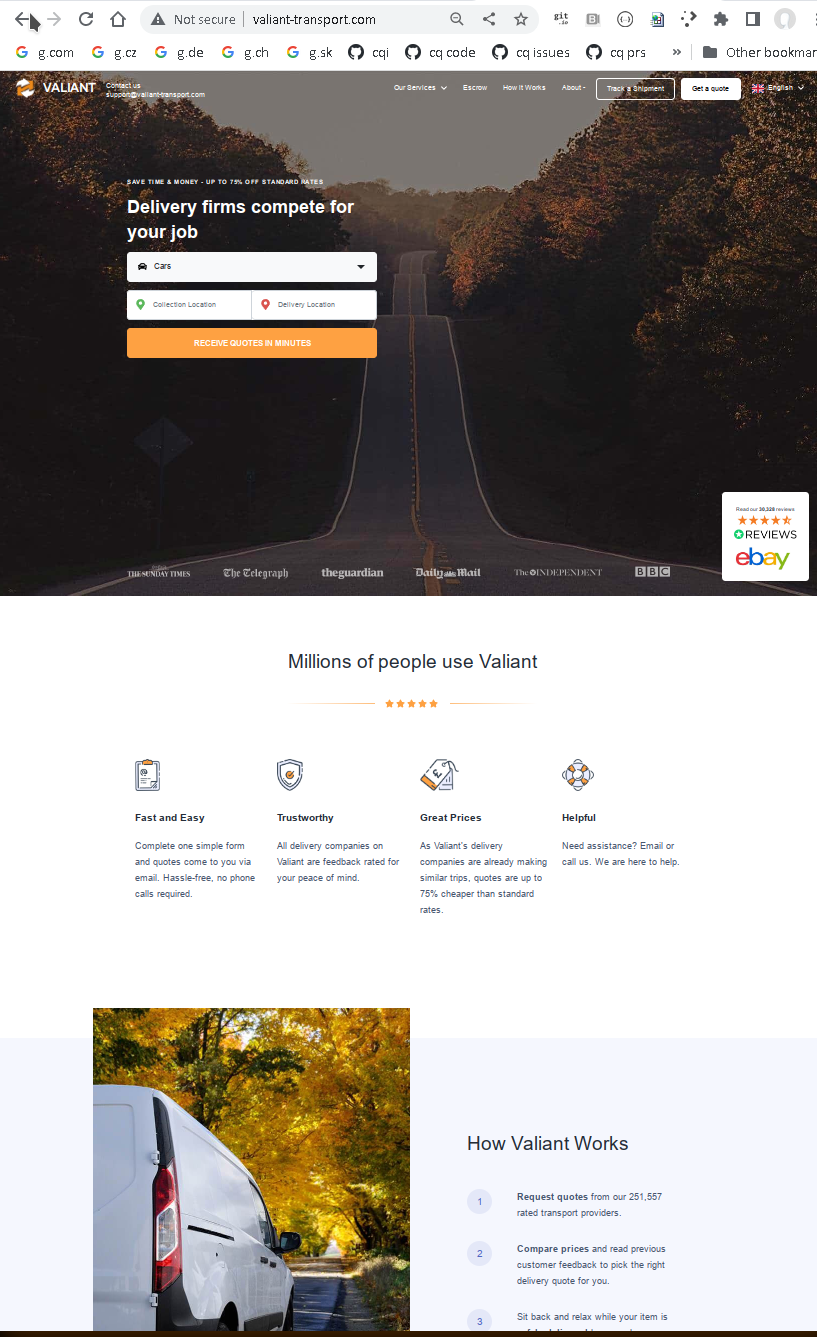 Not secure
valiant-transport.com
git
.io
B
g.com
g.cz
g.de
g.ch
g.sk
cqi
cq code
cq issues
cq prs
»
Other bookmar
VALIANT
Contact us
support@valiant-transport.com
Our Services
Escrow
How It Works
About
Track a Shipment
Get a quote
English
SAVE TIME & MONEY - UP TO 75% OFF STANDARD RATES
Delivery firms compete for
your job
Cars
Collection Location
Delivery Location
RECEIVE QUOTES IN MINUTES
Read our 30,328 reviews
REVIEWS
ebay
THE SUNDAY TIMES
The Telegraph
theguardian
Daily Mail
The INDEPENDENT
BBC
Millions of people use Valiant
Fast and Easy
Complete one simple form
and quotes come to you via
email. Hassle-free, no phone
calls required.
Trustworthy
All delivery companies on
Valiant are feedback rated for
your peace of mind.
£
Great Prices
As Valiant's delivery
companies are already making
similar trips, quotes are up to
75% cheaper than standard
rates.
Helpful
Need assistance? Email or
call us. We are here to help.
How Valiant Works
1
Request quotes from our 251,557
rated transport providers.
2
Compare prices and read previous
customer feedback to pick the right
delivery quote for you.
3
Sit back and relax while your item is